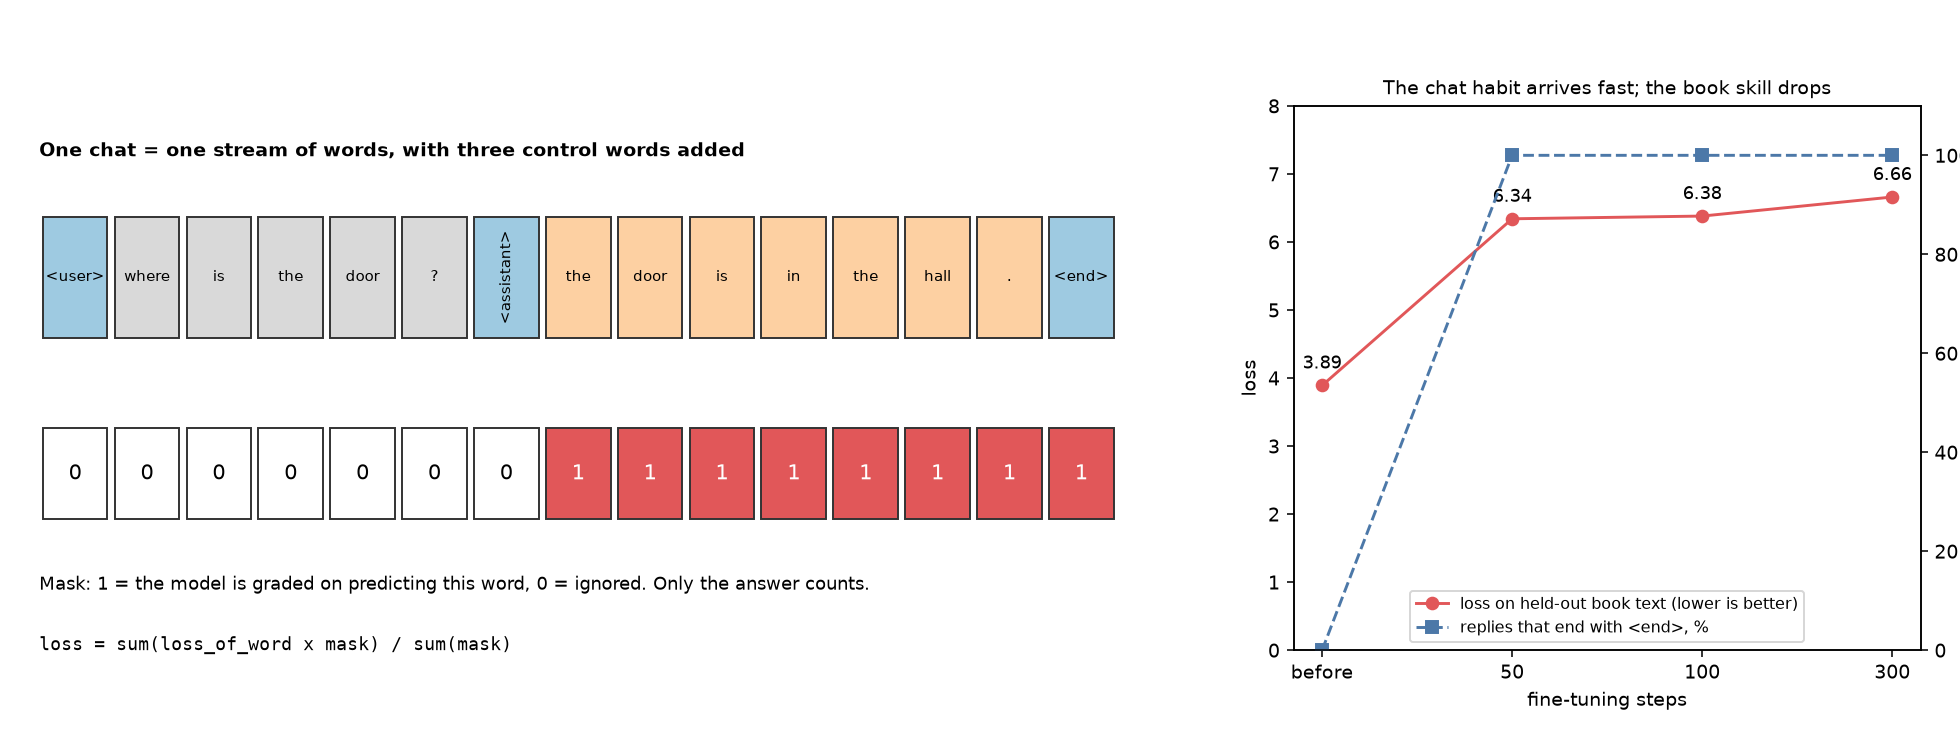 One chat = one stream of words, with three control words added
<user> where is the door ? <assistant> the door is in the hall . <end>
0 0 0 0 0 0 0 1 1 1 1 1 1 1 1
Mask: 1 = the model is graded on predicting this word, 0 = ignored. Only the answer counts.
loss = sum(loss_of_word x mask) / sum(mask)
The chat habit arrives fast; the book skill drops
loss
8
7
6
5
4
3
2
1
0
3.89
6.34
6.38
6.66
80
60
40
20
0
loss on held-out book text (lower is better)
replies that end with <end>, %
before 50 100 300
fine-tuning steps